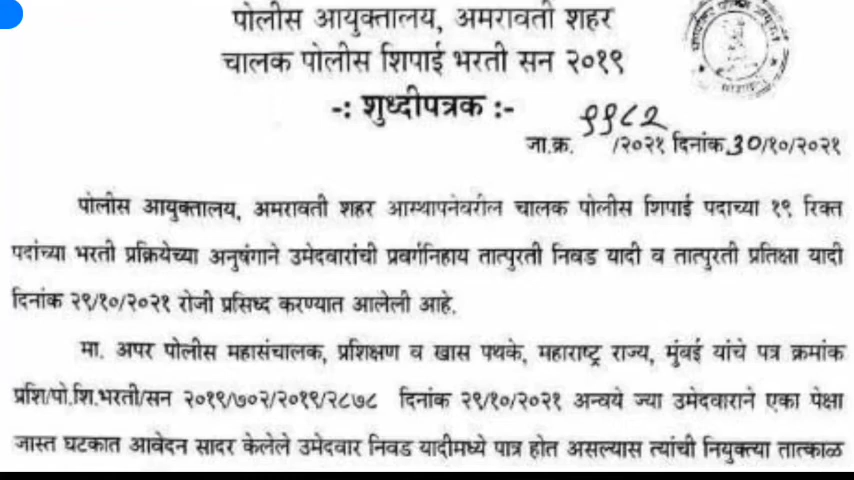 पोलीस आयुक्तालय, अमरावती शहर
चालक पोलीस शिपाई भरती सन २०१९
-: शुध्दीपत्रक :-
जा.क्र. ११८२ /२०२१ दिनांक 30/१०/२०२१
पोलीस आयुक्तालय, अमरावती शहर आस्थापनेवरील चालक पोलीस शिपाई पदाच्या १९ रिक्त
पदांच्या भरती प्रक्रियेच्या अनुषंगाने उमेदवारांची प्रवर्गनिहाय तात्पुरती निवड यादी व तात्पुरती प्रतिक्षा यादी
दिनांक २९/१०/२०२१ रोजी प्रसिध्द करण्यात आलेली आहे.
मा. अपर पोलीस महासंचालक, प्रशिक्षण व खास पथके, महाराष्ट्र राज्य, मुंबई यांचे पत्र क्रमांक
प्रशि/पो.शि.भरती/सन २०१९/७०२/२०१९/२८७८ दिनांक २९/१०/२०२१ अन्वये ज्या उमेदवाराने एका पेक्षा
जास्त घटकात आवेदन सादर केलेले उमेदवार निवड यादीमध्ये पात्र होत असल्यास त्यांची नियुक्त्या तात्काळ